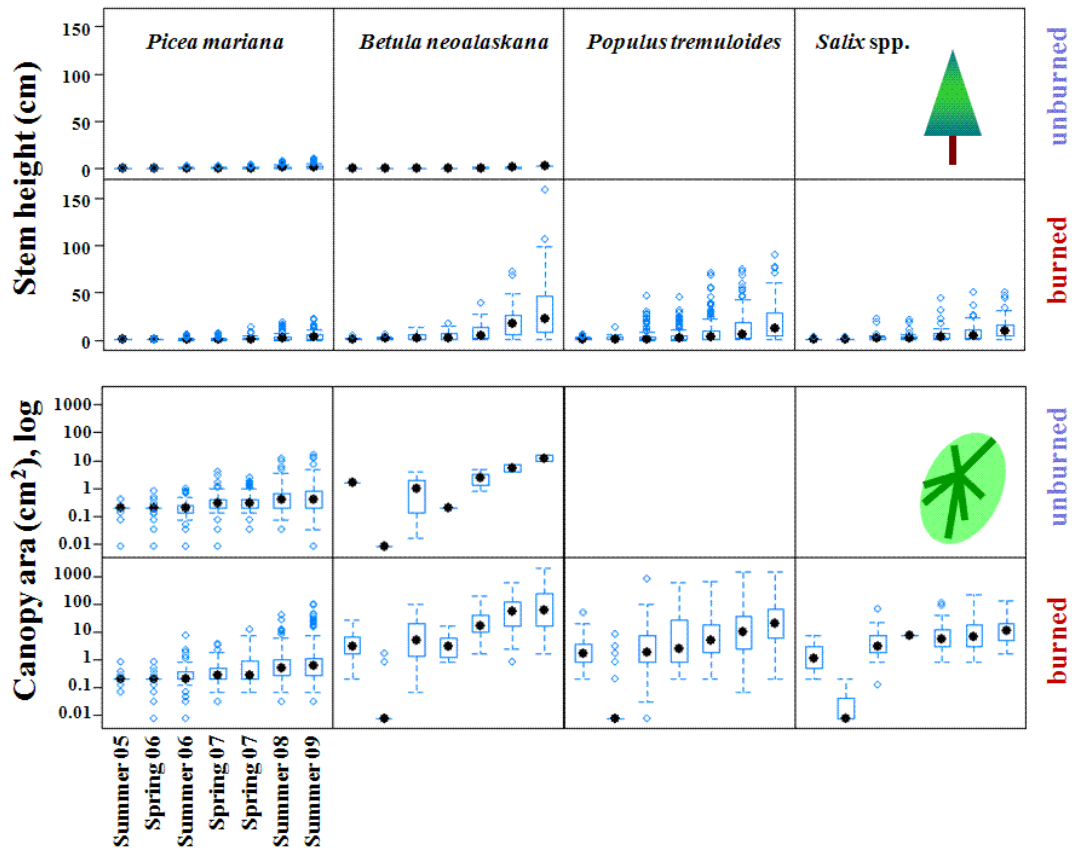 Picea mariana
Betula neoalaskana
Populus tremuloides
Salix spp.
Stem height (cm)
150
100
50
0
unburned
150
100
50
0
burned
Canopy ara (cm²), log
1000
100
10
1
0.1
0.01
unburned
1000
100
10
1
0.1
0.01
burned
Summer 05
Spring 06
Summer 06
Spring 07
Spring 07
Summer 08
Summer 09